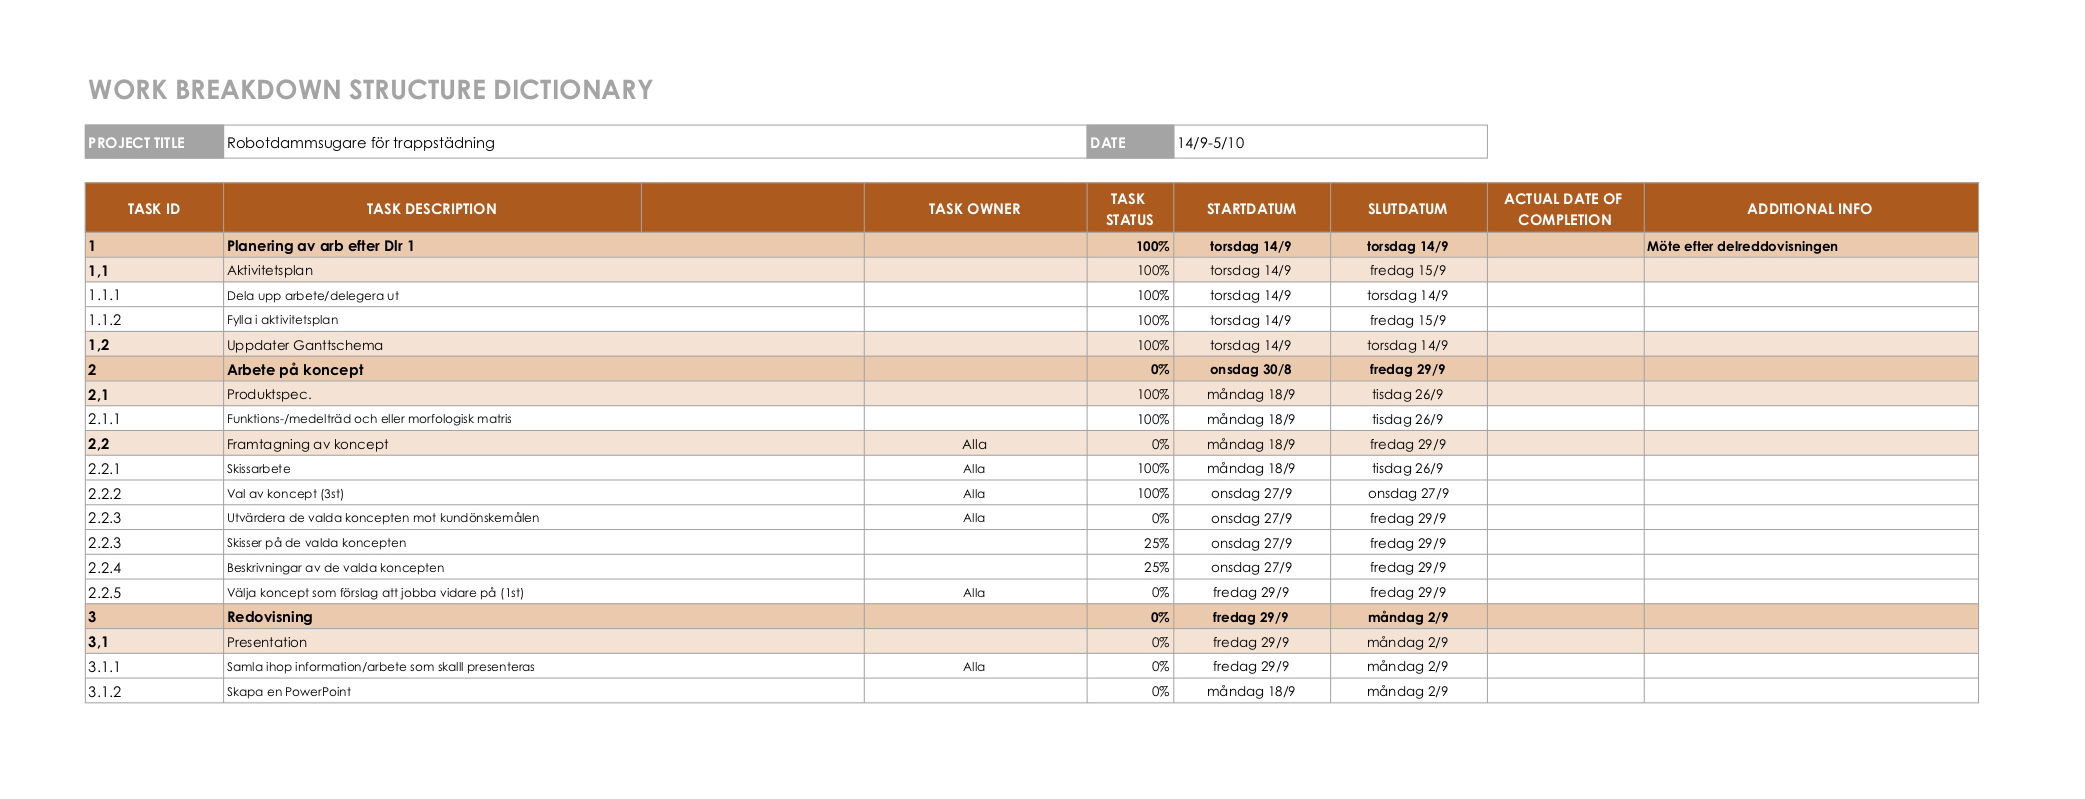 WORK BREAKDOWN STRUCTURE DICTIONARY
PROJECT TITLE Robotdammsugare för trappstädning DATE 14/9-5/10
TASK ID TASK DESCRIPTION TASK OWNER TASK STATUS STARTDATUM SLUTDATUM ACTUAL DATE OF COMPLETION ADDITIONAL INFO
1 Planering av arb efter Dlr 1 100% torsdag 14/9 torsdag 14/9 Möte efter delreddovisningen
1,1 Aktivitetsplan 100% torsdag 14/9 fredag 15/9
1.1.1 Dela upp arbete/delegera ut 100% torsdag 14/9 torsdag 14/9
1.1.2 Fylla i aktivitetsplan 100% torsdag 14/9 fredag 15/9
1,2 Uppdater Ganttschema 100% torsdag 14/9 torsdag 14/9
2 Arbete på koncept 0% onsdag 30/8 fredag 29/9
2,1 Produktspec. 100% måndag 18/9 tisdag 26/9
2.1.1 Funktions-/medelträd och eller morfologisk matris 100% måndag 18/9 tisdag 26/9
2,2 Framtagning av koncept Alla 0% måndag 18/9 fredag 29/9
2.2.1 Skissarbete Alla 100% måndag 18/9 tisdag 26/9
2.2.2 Val av koncept (3st) Alla 100% onsdag 27/9 onsdag 27/9
2.2.3 Utvärdera de valda koncepten mot kundönskemålen Alla 0% onsdag 27/9 fredag 29/9
2.2.3 Skisser på de valda koncepten 25% onsdag 27/9 fredag 29/9
2.2.4 Beskrivningar av de valda koncepten 25% onsdag 27/9 fredag 29/9
2.2.5 Välja koncept som förslag att jobba vidare på (1st) Alla 0% fredag 29/9 fredag 29/9
3 Redovisning 0% fredag 29/9 måndag 2/9
3,1 Presentation 0% fredag 29/9 måndag 2/9
3.1.1 Samla ihop information/arbete som skalll presenteras Alla 0% fredag 29/9 måndag 2/9
3.1.2 Skapa en PowerPoint 0% måndag 18/9 måndag 2/9